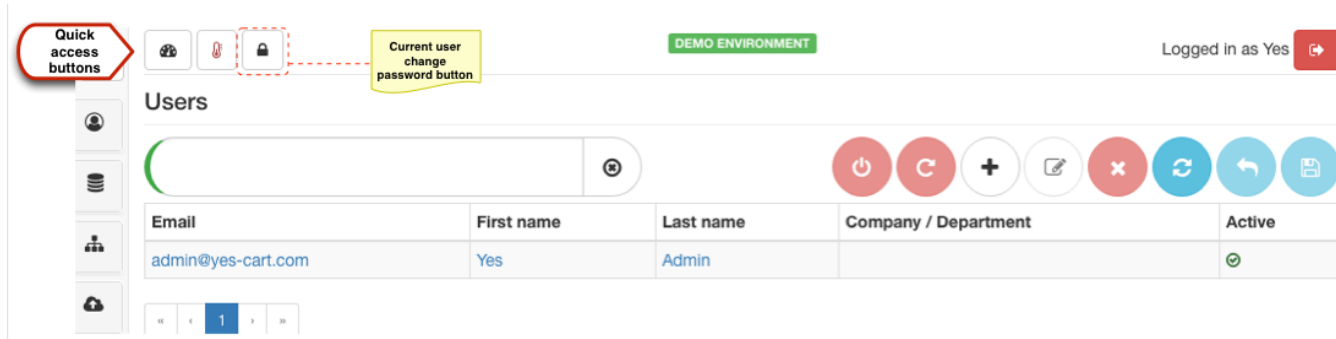 Quick
access
buttons
Current user
change
password button
DEMO ENVIRONMENT
Logged in as Yes
Users
Email First name Last name Company / Department Active
admin@yes-cart.com Yes Admin
« ‹ 1 › »